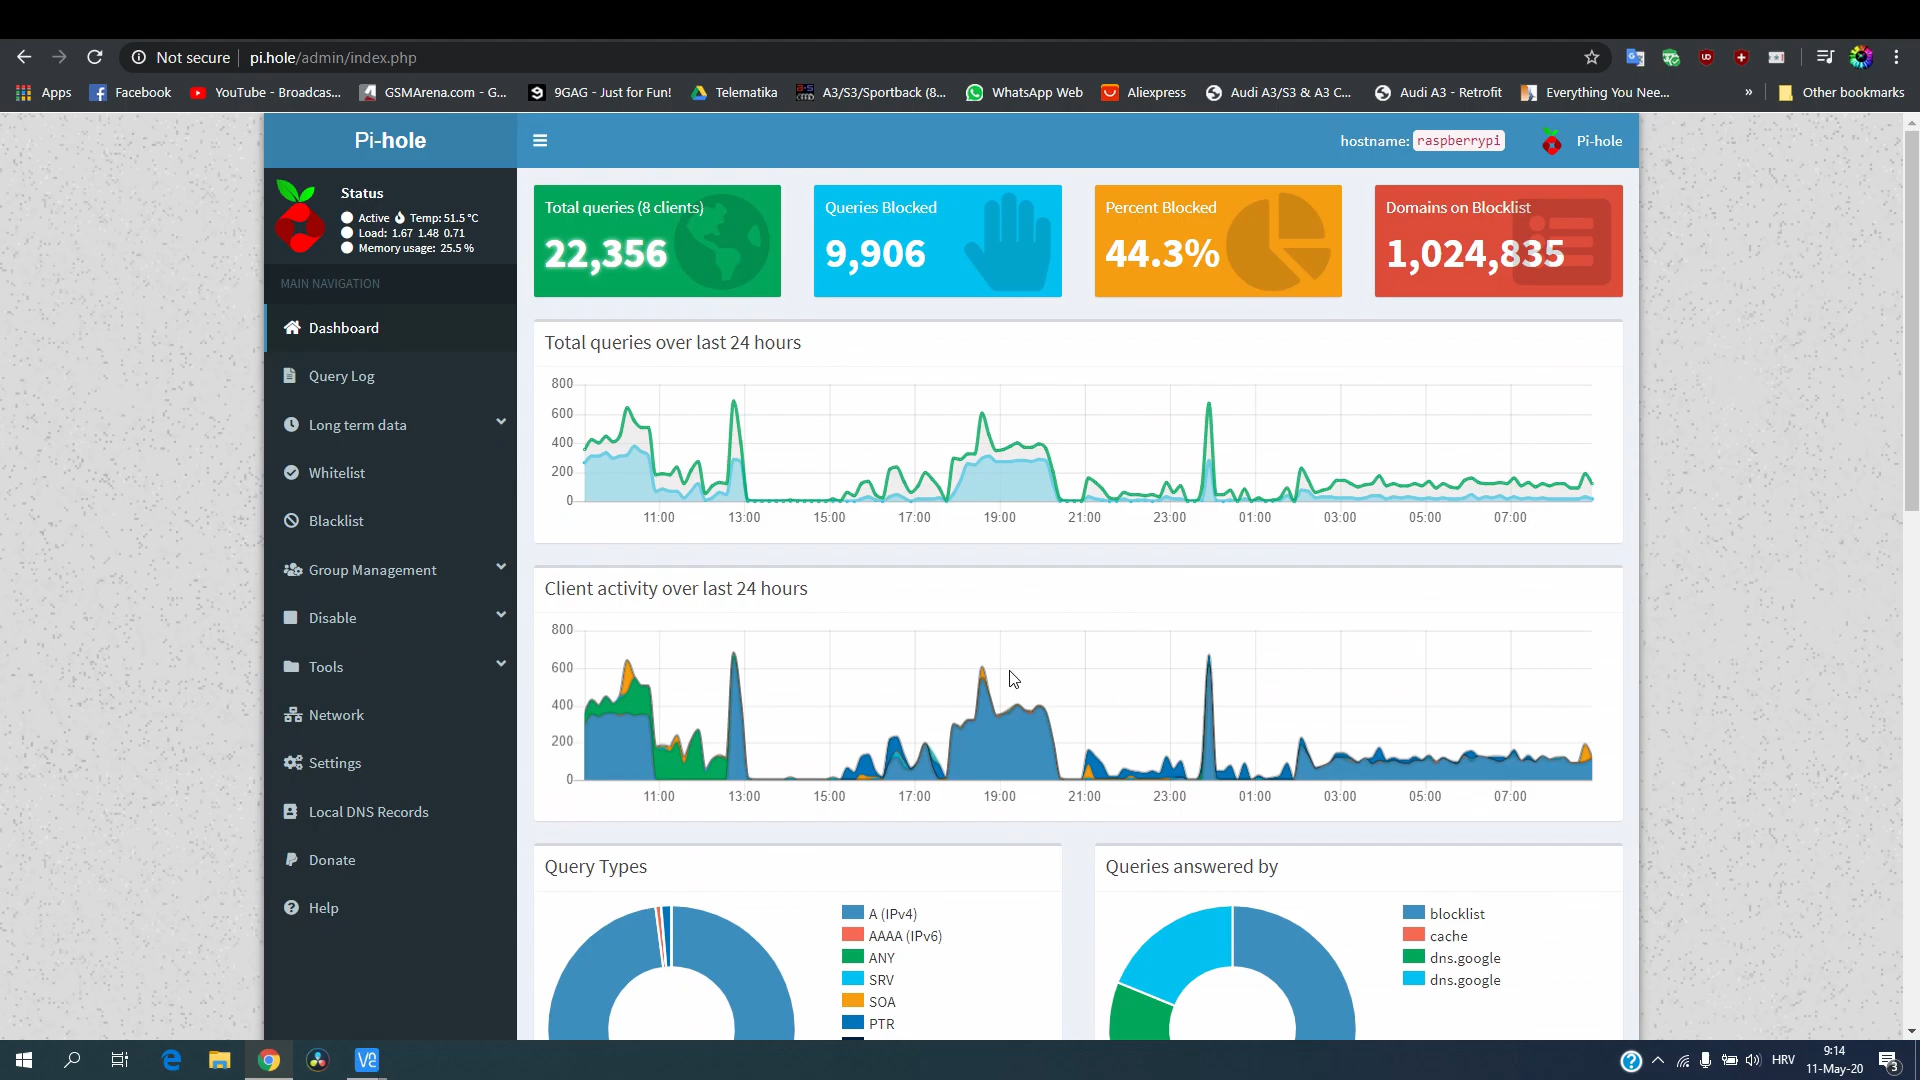 Not secure
pi.hole/admin/index.php
Apps
Facebook
YouTube - Broadcas...
GSMArena.com - G...
9GAG - Just for Fun!
Telematika
A3/S3/Sportback (8...
WhatsApp Web
Aliexpress
Audi A3/S3 & A3 C...
Audi A3 - Retrofit
Everything You Nee...
»
Other bookmarks
Pi-hole
hostname: raspberrypi
Pi-hole
Status
Active Temp: 51.5 °C
Load: 1.67 1.48 0.71
Memory usage: 25.5 %
MAIN NAVIGATION
Dashboard
Query Log
Long term data
Whitelist
Blacklist
Group Management
Disable
Tools
Network
Settings
Local DNS Records
Donate
Help
Total queries (8 clients)
22,356
Queries Blocked
9,906
Percent Blocked
44.3%
Domains on Blocklist
1,024,835
Total queries over last 24 hours
800
600
400
200
0
11:00 13:00 15:00 17:00 19:00 21:00 23:00 01:00 03:00 05:00 07:00
Client activity over last 24 hours
800
600
400
200
0
11:00 13:00 15:00 17:00 19:00 21:00 23:00 01:00 03:00 05:00 07:00
Query Types
A (IPv4)
AAAA (IPv6)
ANY
SRV
SOA
PTR
Queries answered by
blocklist
cache
dns.google
dns.google
HRV
9:14
11-May-20
3